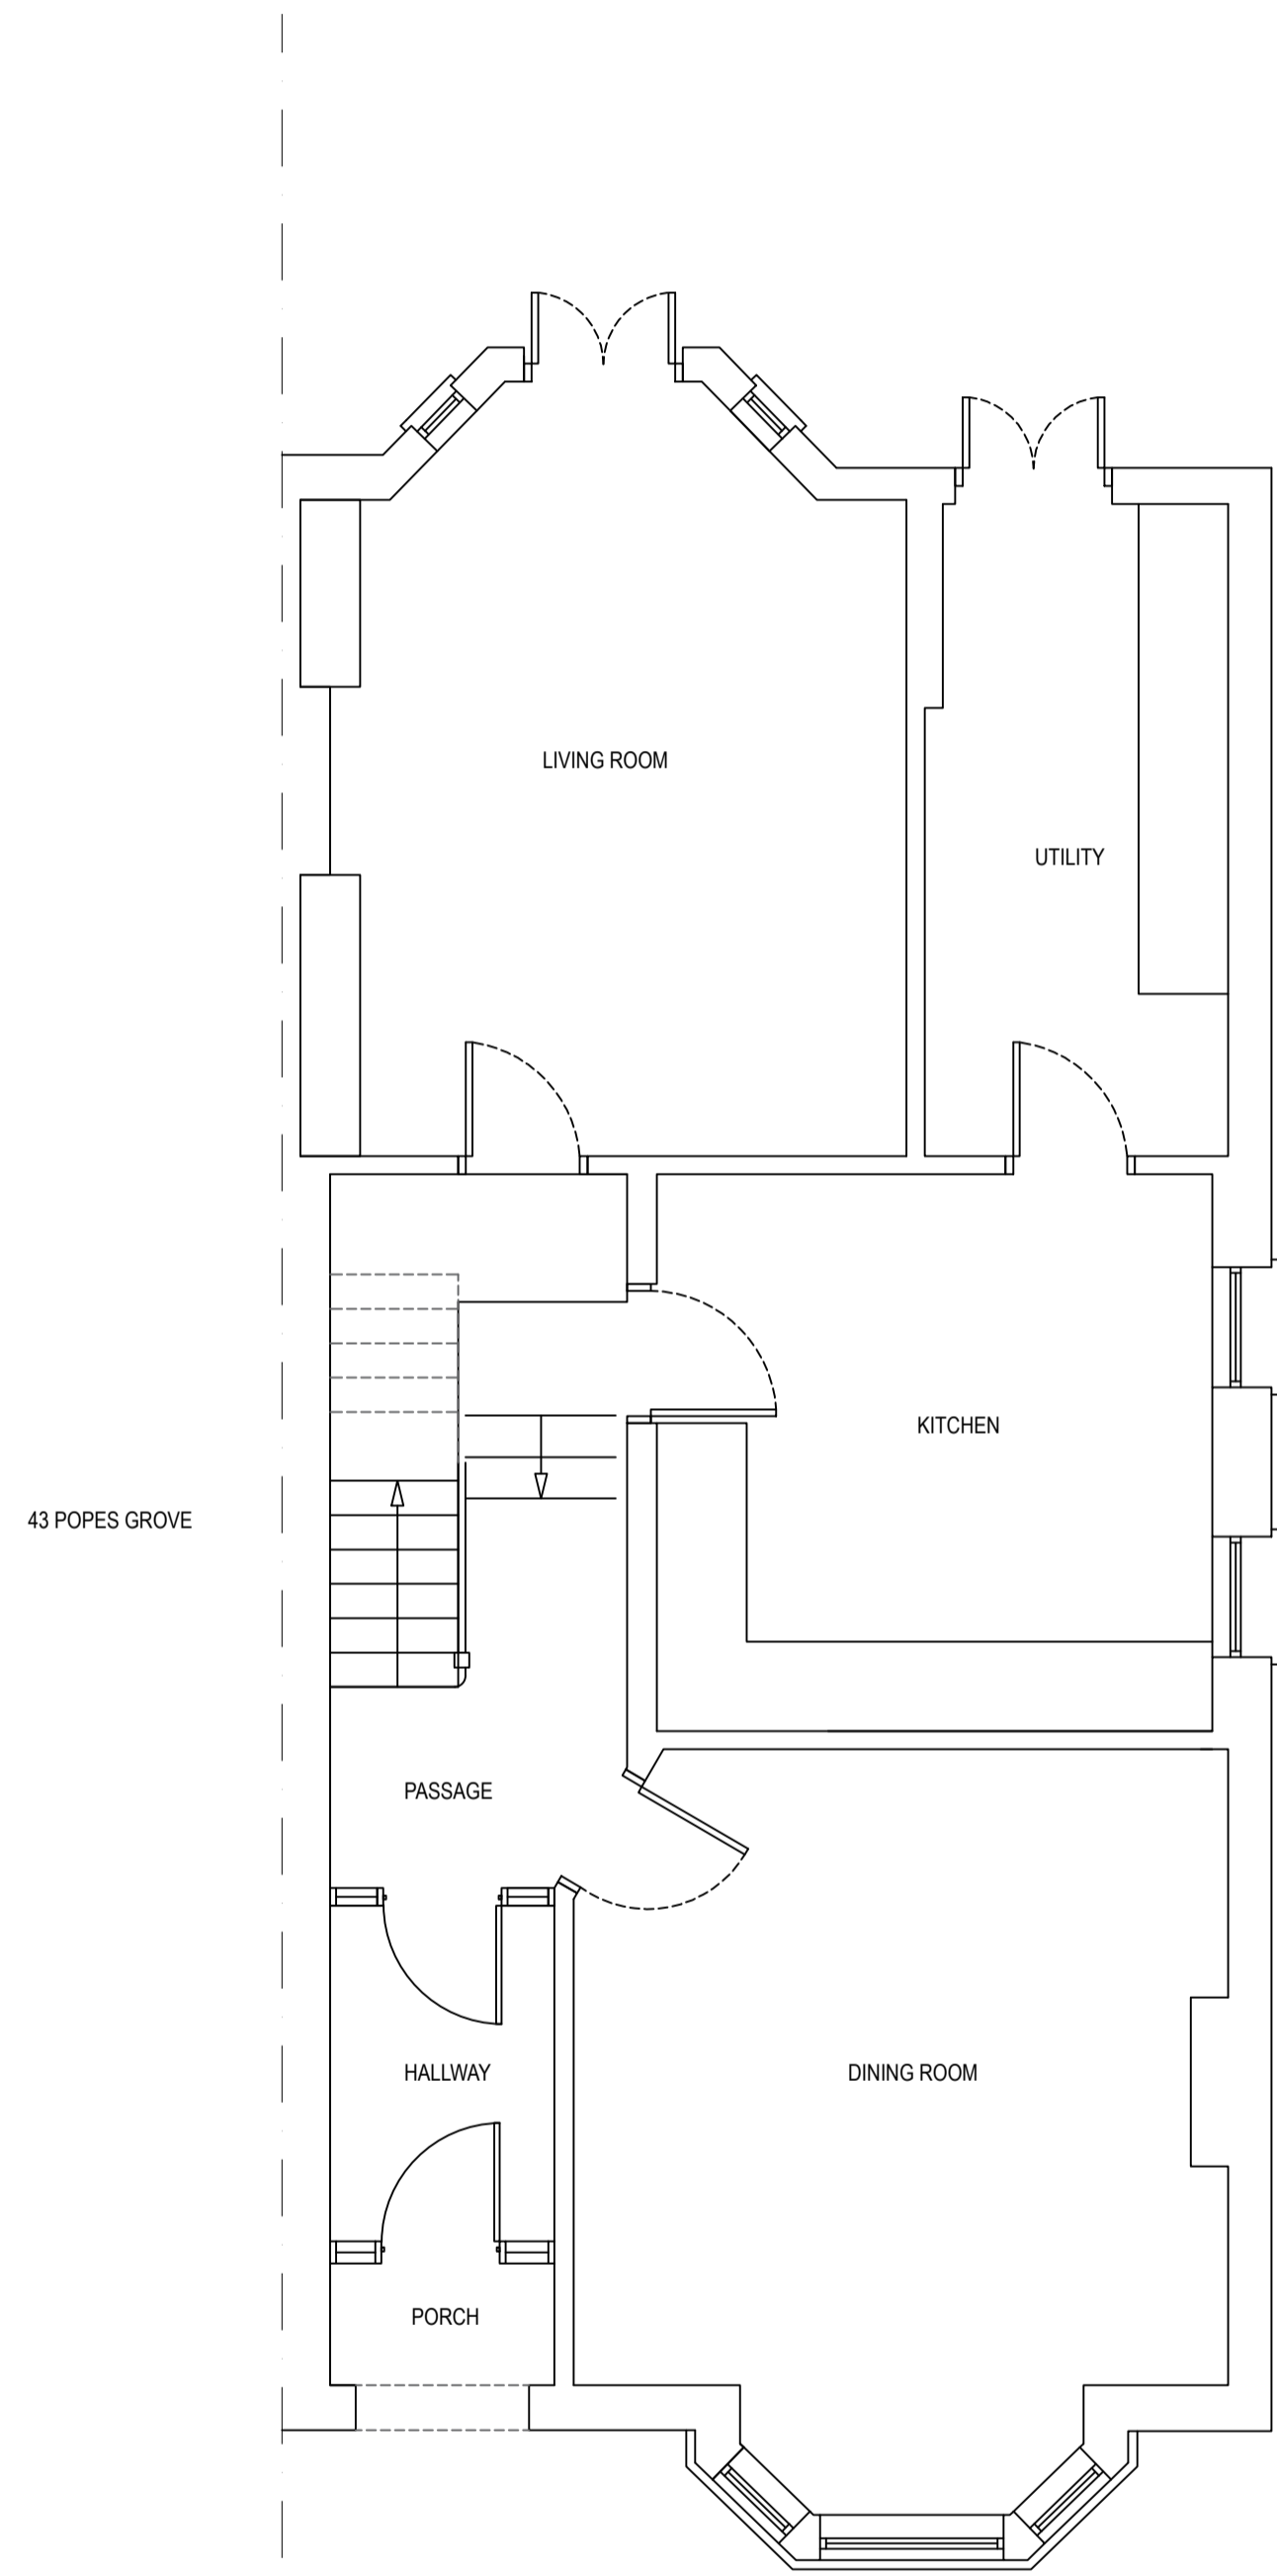 LIVING ROOM
UTILITY
KITCHEN
43 POPES GROVE
PASSAGE
HALLWAY
DINING ROOM
PORCH